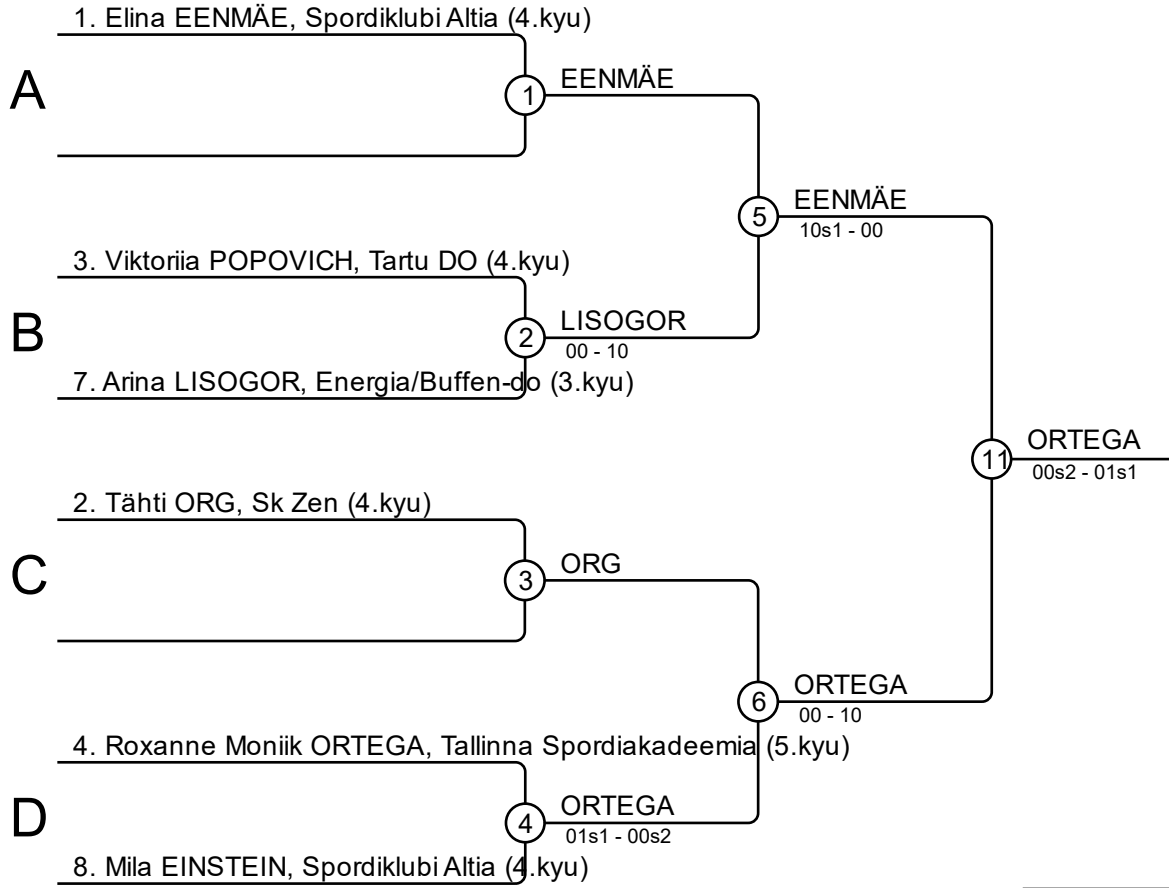 1. Elina EENMÄE, Spordiklubi Altia (4.kyu)
A
1
EENMÄE
5
EENMÄE
10s1 - 00
3. Viktoriia POPOVICH, Tartu DO (4.kyu)
B
2
LISOGOR
00 - 10
7. Arina LISOGOR, Energia/Buffen-do (3.kyu)
11
ORTEGA
00s2 - 01s1
2. Tähti ORG, Sk Zen (4.kyu)
C
3
ORG
6
ORTEGA
00 - 10
4. Roxanne Moniik ORTEGA, Tallinna Spordiakadeemia (5.kyu)
D
4
ORTEGA
01s1 - 00s2
8. Mila EINSTEIN, Spordiklubi Altia (4.kyu)